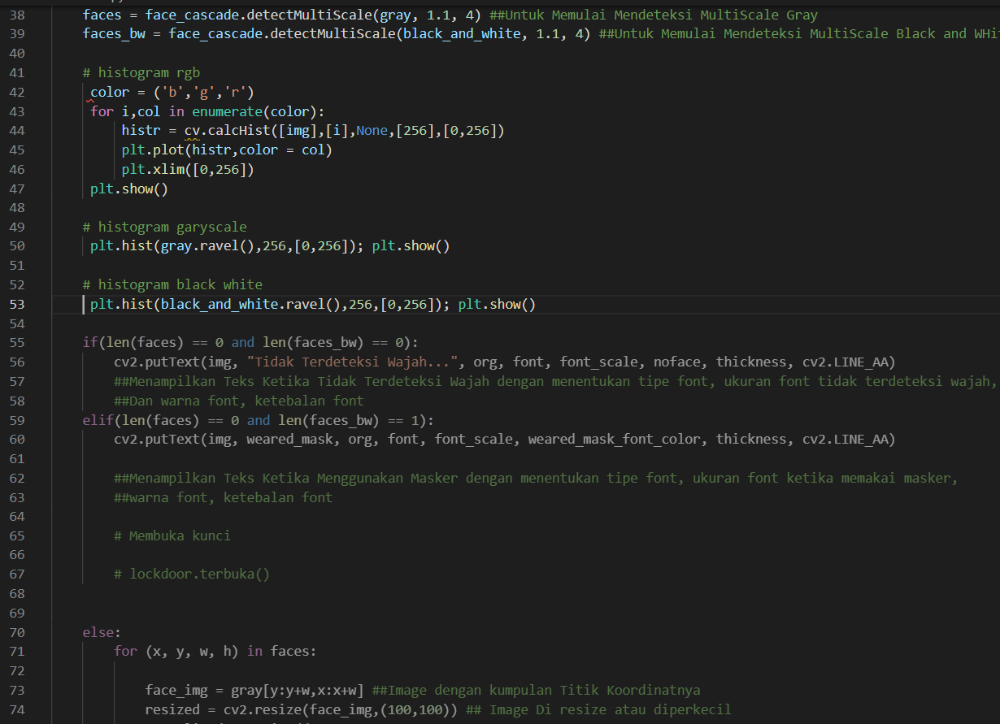 38 faces = face_cascade.detectMultiScale(gray, 1.1, 4) ##Untuk Memulai Mendeteksi MultiScale Gray
39 faces_bw = face_cascade.detectMultiScale(black_and_white, 1.1, 4) ##Untuk Memulai Mendeteksi MultiScale Black and
40
41 # histogram rgb
42 color = ('b','g','r')
43 for i,col in enumerate(color):
44 histr = cv.calcHist([img],[i],None,[256],[0,256])
45 plt.plot(histr,color = col)
46 plt.xlim([0,256])
47 plt.show()
48
49 # histogram garyscale
50 plt.hist(gray.ravel(),256,[0,256]); plt.show()
51
52 # histogram black white
53 plt.hist(black_and_white.ravel(),256,[0,256]); plt.show()
54
55 if(len(faces) == 0 and len(faces_bw) == 0):
56 cv2.putText(img, "Tidak Terdeteksi Wajah...", org, font, font_scale, noface, thickness, cv2.LINE_AA)
57 ##Menampilkan Teks Ketika Tidak Terdeteksi Wajah dengan menentukan tipe font, ukuran font tidak terdeteksi wajah,
58 ##Dan warna font, ketebalan font
59 elif(len(faces) == 0 and len(faces_bw) == 1):
60 cv2.putText(img, weared_mask, org, font, font_scale, weared_mask_font_color, thickness, cv2.LINE_AA)
61
62 ##Menampilkan Teks Ketika Menggunakan Masker dengan menentukan tipe font, ukuran font ketika memakai masker,
63 ##warna font, ketebalan font
64
65 # Membuka kunci
66
67 # lockdoor.terbuka()
68
69
70 else:
71 for (x, y, w, h) in faces:
72
73 face_img = gray[y:y+w,x:x+w] ##Image dengan kumpulan Titik Koordinatnya
74 resized = cv2.resize(face_img,(100,100)) ## Image Di resize atau diperkecil